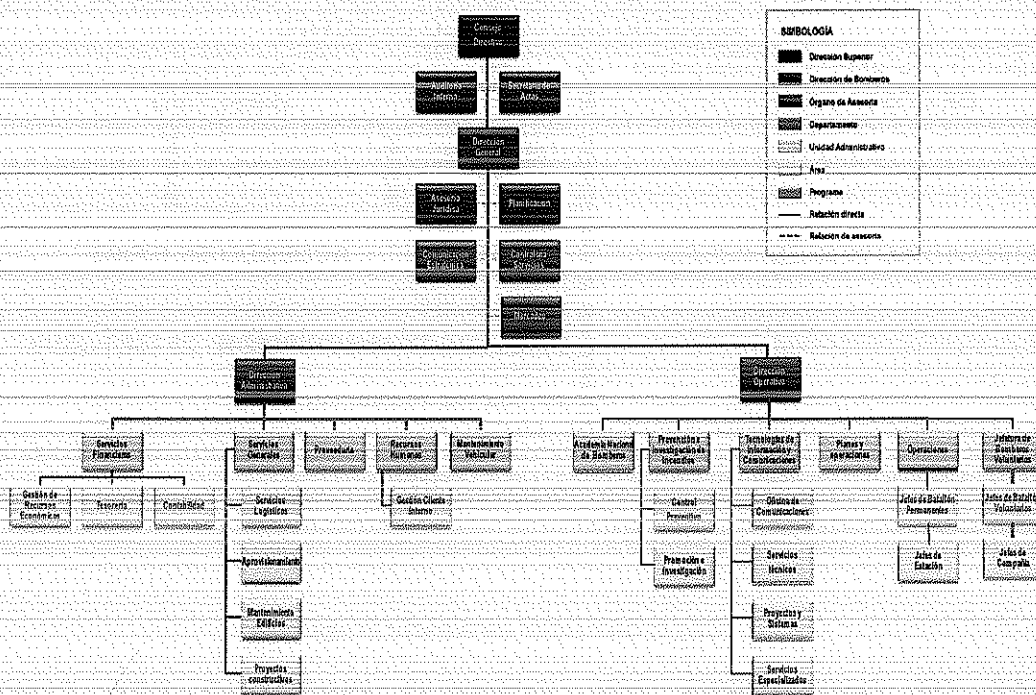 Consejo
Directivo
Auditoría
Interna
Secretaría de
Actas
Dirección
General
Asesoría
Jurídica
Planificación
Comunicación
Estratégica
Contraloría
Servicios
Mercadeo
Dirección
Administrativa
Dirección
Operativa
Servicios
Financieros
Servicios
Generales
Proveeduría
Recursos
Humanos
Mantenimiento
Vehicular
Academia Nacional
de Bomberos
Prevención e
Investigación de
Incendios
Tecnologías de
Información y
Comunicaciones
Planes y
operaciones
Operaciones
Jefatura de
Bomberos
Voluntarios
Gestión de
Recursos
Económicos
Tesorería
Contabilidad
Servicios
Logísticos
Gestión Cliente
Interno
Control
Preventivo
Oficina de
Comunicaciones
Jefes de Batallón
Permanentes
Jefes de Batallón
Voluntarios
Aprovisionamiento
Promoción e
Investigación
Servicios
técnicos
Jefes de
Estación
Jefes de
Compañía
Mantenimiento
Edificios
Proyectos y
Sistemas
Proyectos
constructivos
Servicios
Especializados
SIMBOLOGÍA
Dirección Superior
Dirección de Bomberos
Órgano de Asesoría
Departamento
Unidad Administrativa
Área
Programa
Relación directa
Relación de asesoría